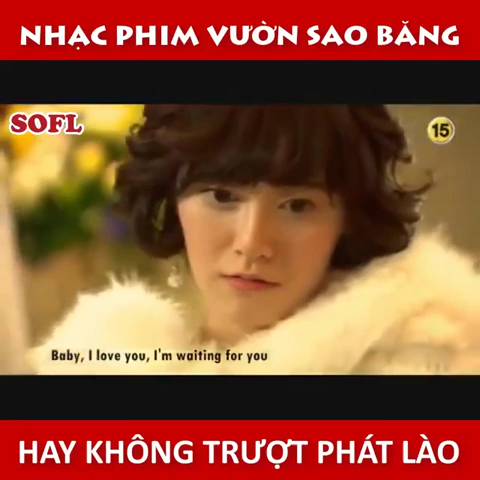 NHẠC PHIM VƯỜN SAO BĂNG
SOFL
15
Baby, I love you, I'm waiting for you
HAY KHÔNG TRƯỢT PHÁT LÀO